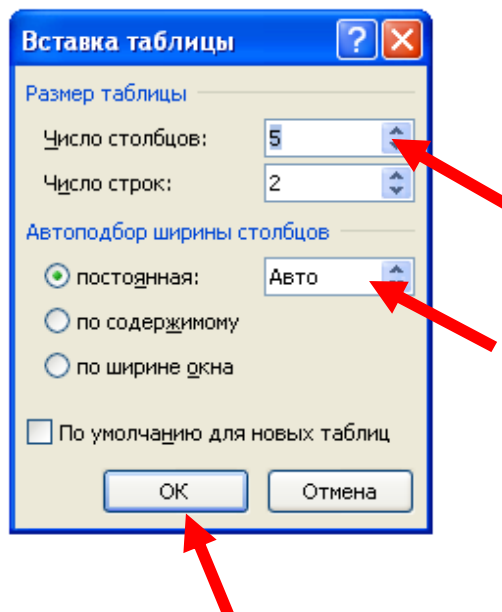 Вставка таблицы
Размер таблицы
Число столбцов: 5
Число строк: 2
Автоподбор ширины столбцов
постоянная: Авто
по содержимому
по ширине окна
По умолчанию для новых таблиц
ОК Отмена